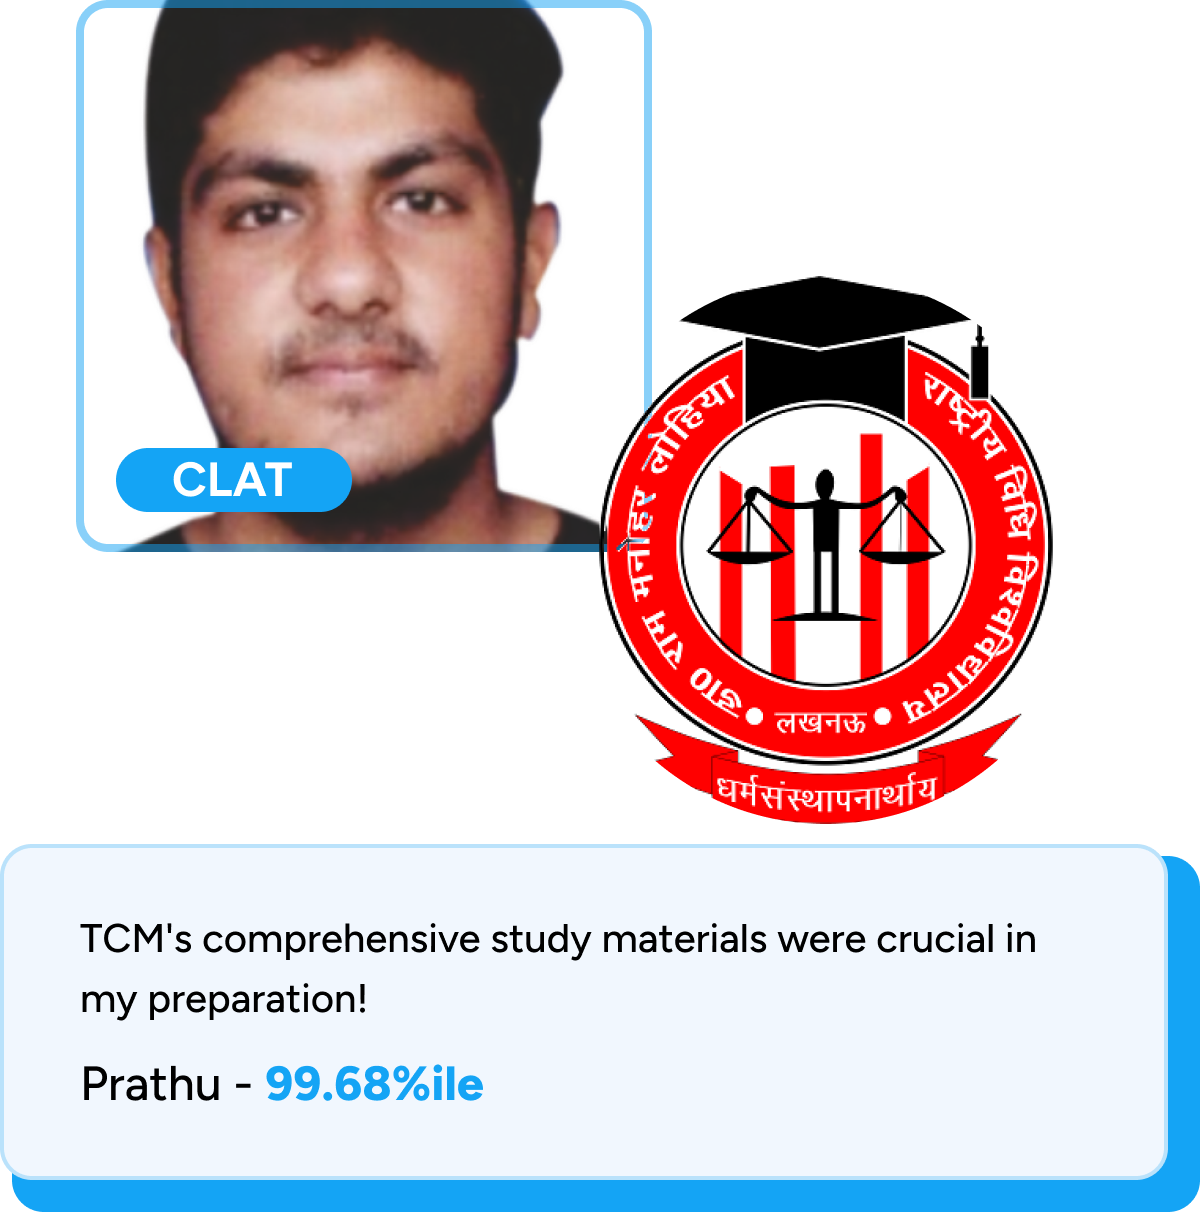 CLAT
डा0 राम मनोहर लोहिया राष्ट्रीय विधि विश्वविद्यालय
लखनऊ
धर्मसंस्थापनार्थाय
TCM's comprehensive study materials were crucial in
my preparation!
Prathu - 99.68%ile